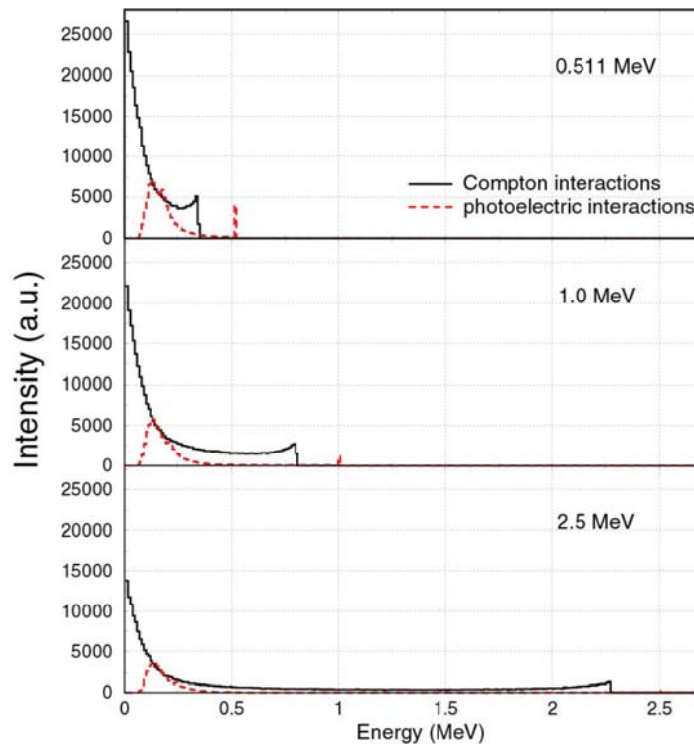 25000
20000
15000
10000
5000
0
0.511 MeV
Compton interactions
photoelectric interactions
25000
20000
15000
10000
5000
0
1.0 MeV
25000
20000
15000
10000
5000
0
2.5 MeV
0 0.5 1 1.5 2 2.5
Energy (MeV)
Intensity (a.u.)